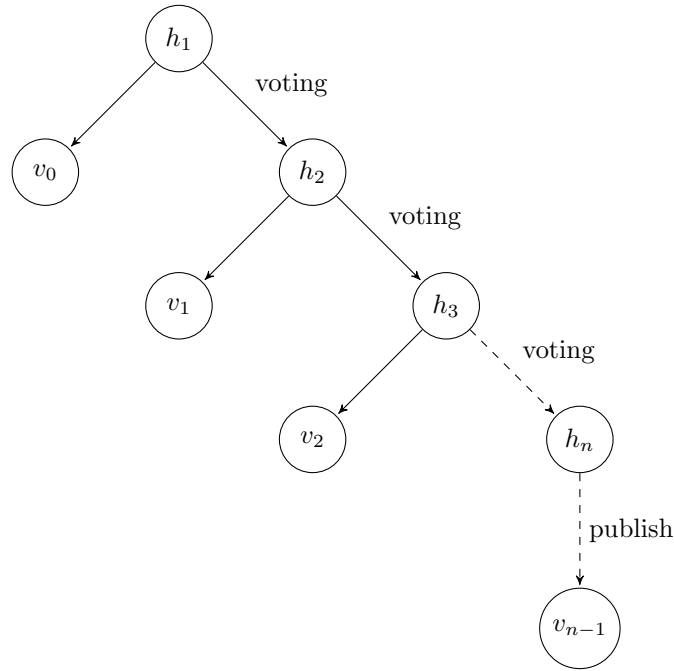 h₁
voting
v₀
h₂
voting
v₁
h₃
voting
v₂
hₙ
publish
vₙ₋₁